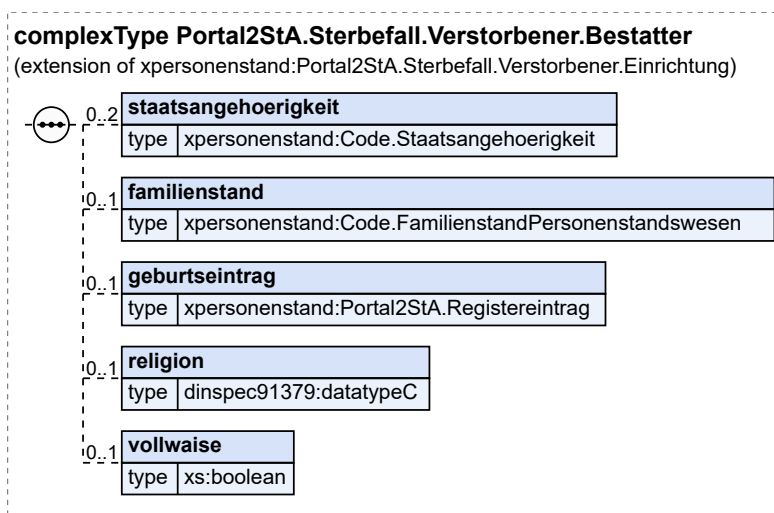 complexType Portal2StA.Sterbefall.Verstorbener.Bestatter
(extension of xpersonenstand:Portal2StA.Sterbefall.Verstorbener.Einrichtung)
0..2 staatsangehoerigkeit
type xpersonenstand:Code.Staatsangehoerigkeit
0..1 familienstand
type xpersonenstand:Code.FamilienstandPersonenstandswesen
0..1 geburtseintrag
type xpersonenstand:Portal2StA.Registereintrag
0..1 religion
type dinspec91379:datatypeC
0..1 vollwaise
type xs:boolean